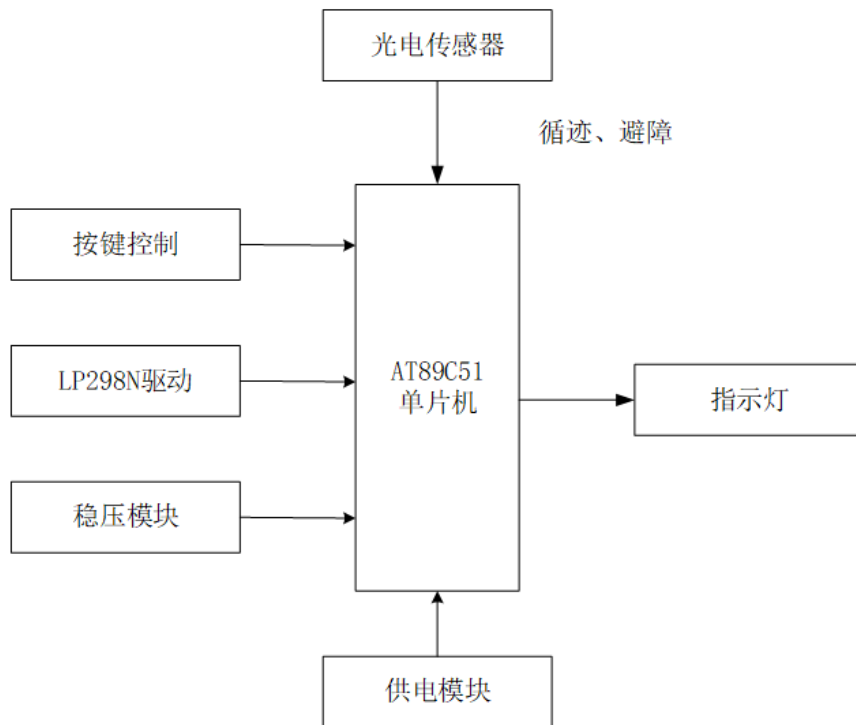 光电传感器
循迹、避障
按键控制
LP298N驱动
AT89C51
单片机
指示灯
稳压模块
供电模块